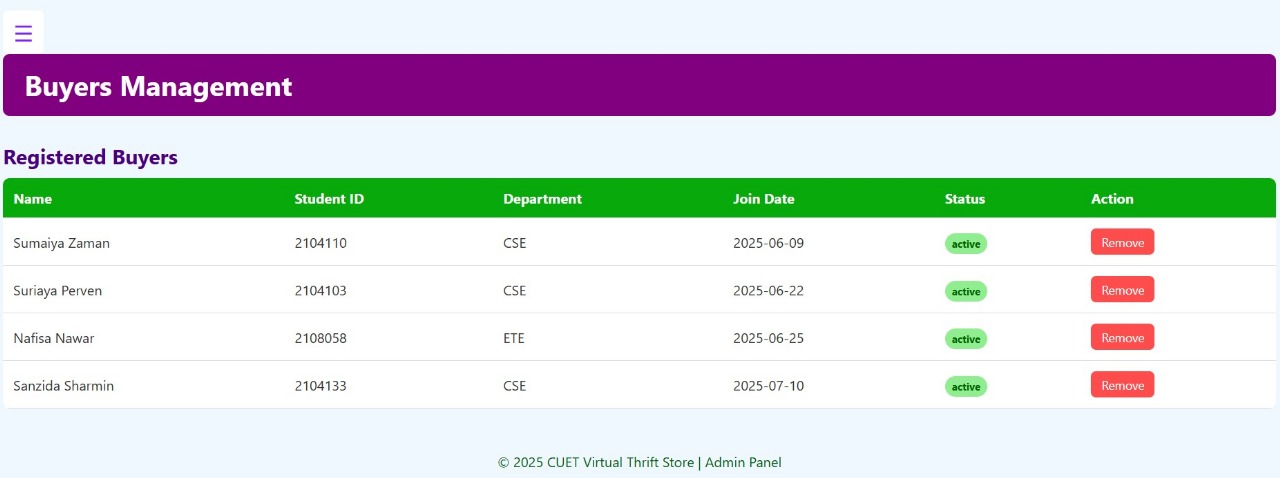 ☰
Buyers Management
Registered Buyers
Name Student ID Department Join Date Status Action
Sumaiya Zaman 2104110 CSE 2025-06-09 active Remove
Suriaya Perven 2104103 CSE 2025-06-22 active Remove
Nafisa Nawar 2108058 ETE 2025-06-25 active Remove
Sanzida Sharmin 2104133 CSE 2025-07-10 active Remove
© 2025 CUET Virtual Thrift Store | Admin Panel